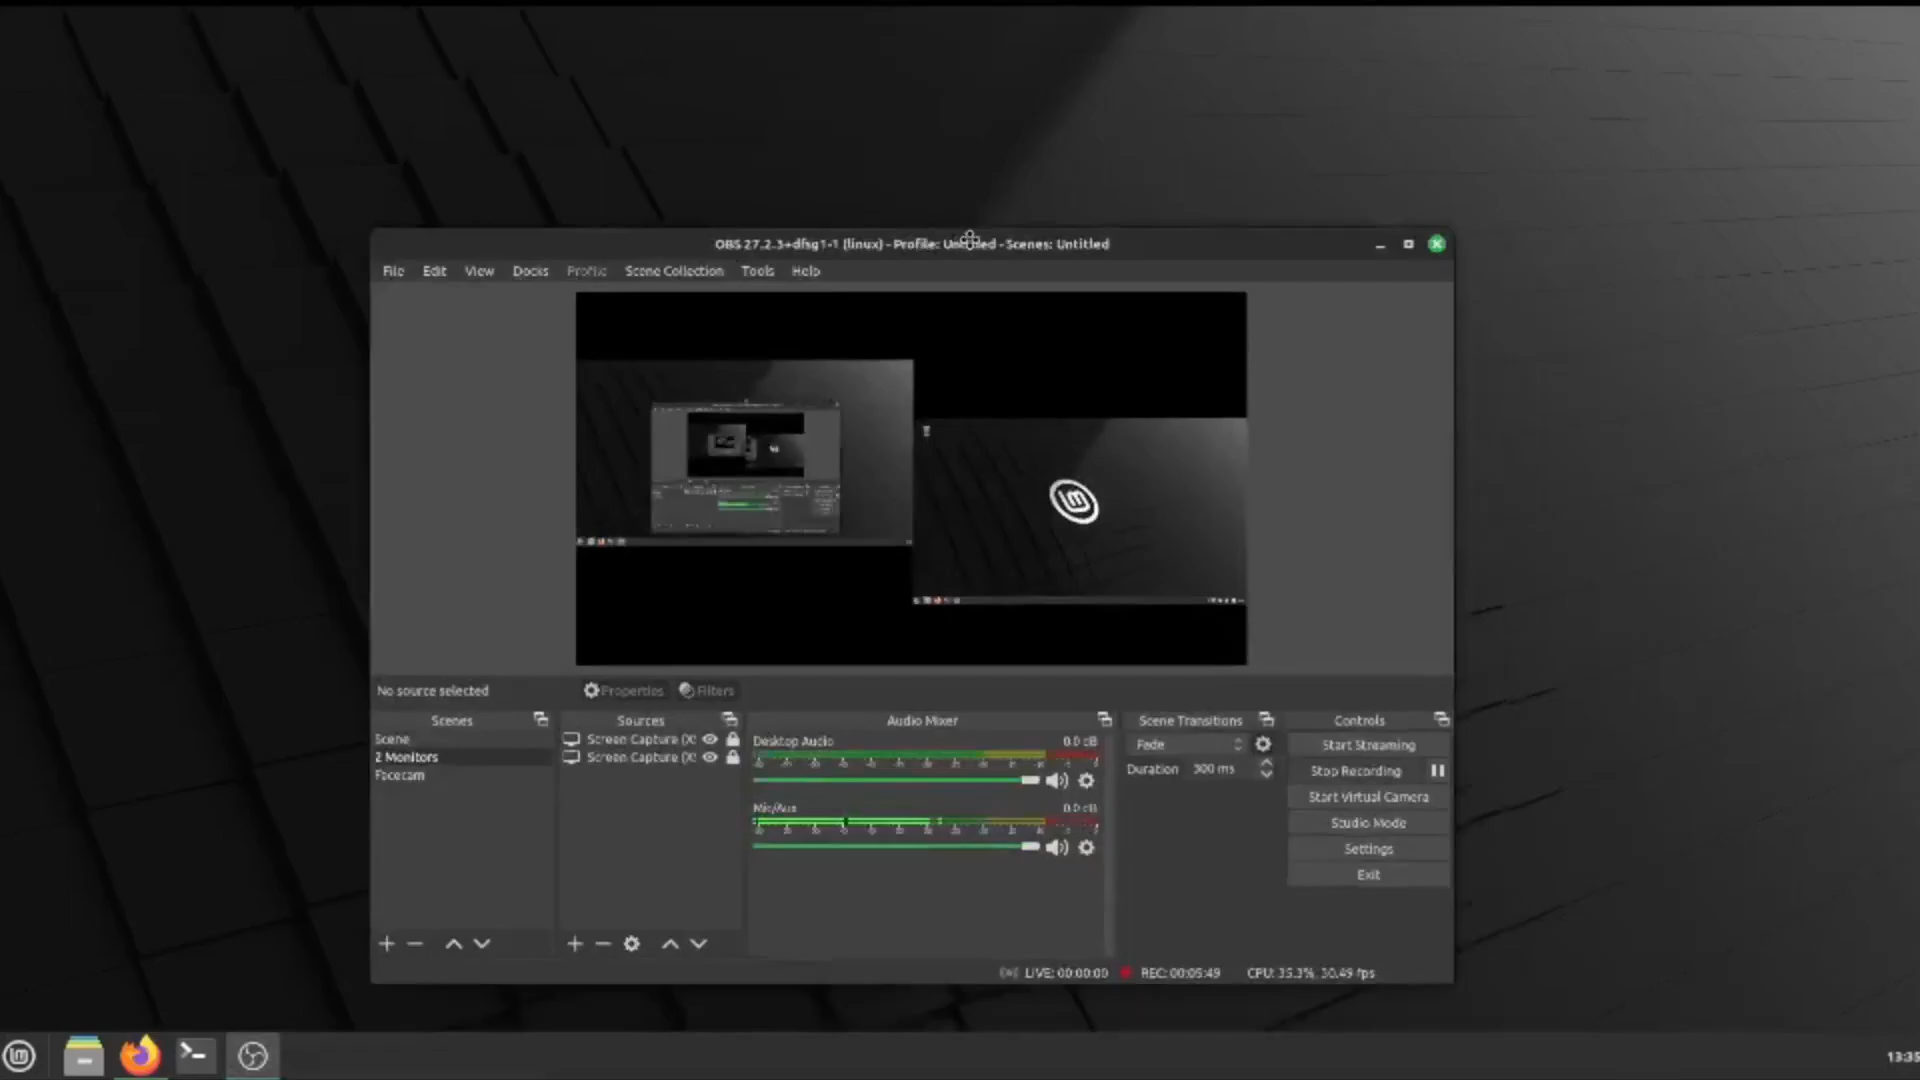 OBS 27.2.3+dfsg1-1 (linux) - Profile: Untitled - Scenes: Untitled
File Edit View Docks Profile Scene Collection Tools Help
No source selected Properties Filters
Scenes Sources Audio Mixer Scene Transitions Controls
Scene
2 Monitors
Facecam
Screen Capture (X
Screen Capture (X
Desktop Audio 0.0 dB
Mic/Aux 0.0 dB
Fade
Duration 300 ms
Start Streaming
Stop Recording
Start Virtual Camera
Studio Mode
Settings
Exit
LIVE: 00:00:00 REC: 00:05:49 CPU: 35.3%, 30.49 fps
13:35